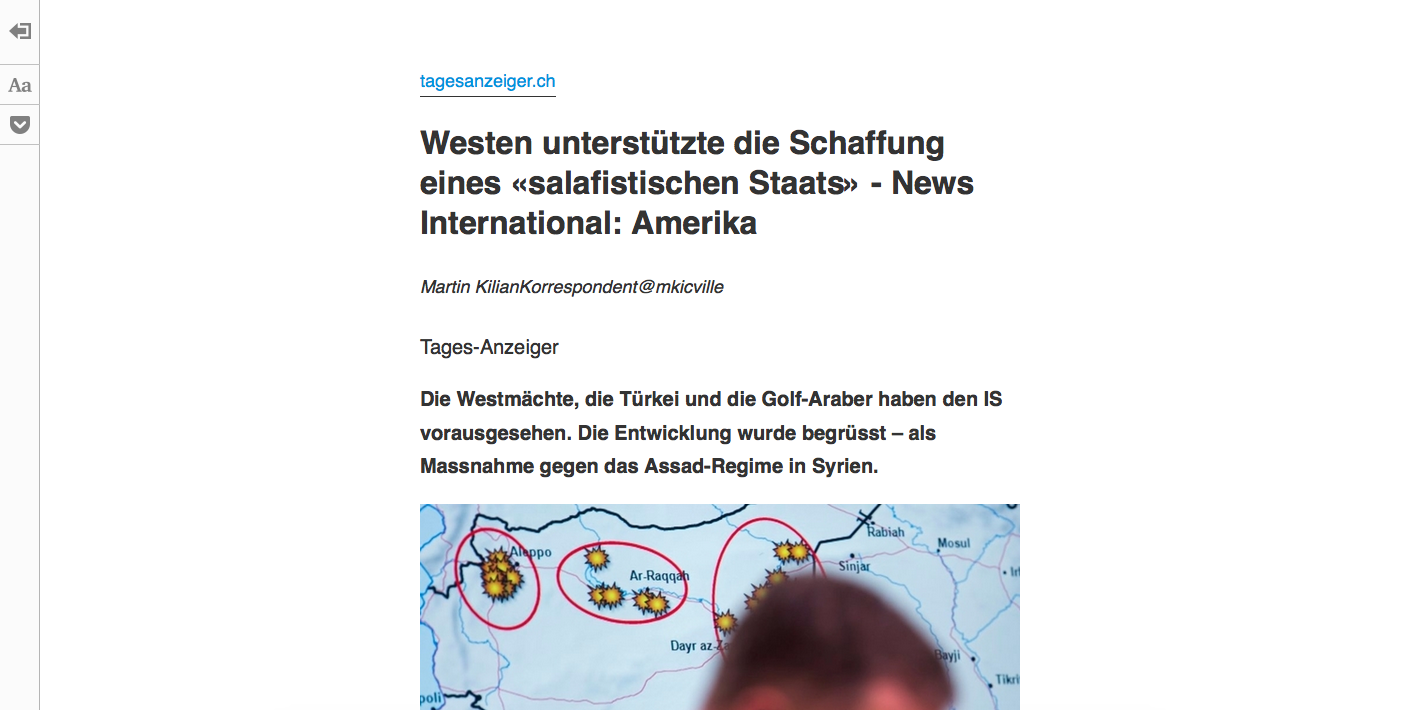 Aa
tagesanzeiger.ch
Westen unterstützte die Schaffung
eines «salafistischen Staats» - News
International: Amerika
Martin KilianKorrespondent@mkicville
Tages-Anzeiger
Die Westmächte, die Türkei und die Golf-Araber haben den IS
vorausgesehen. Die Entwicklung wurde begrüsst – als
Massnahme gegen das Assad-Regime in Syrien.
Rabiah
Aleppo
Mosul
Sinjar
Ar-Raqqah
Dayr az-Za
Bayji
Tikri
poli